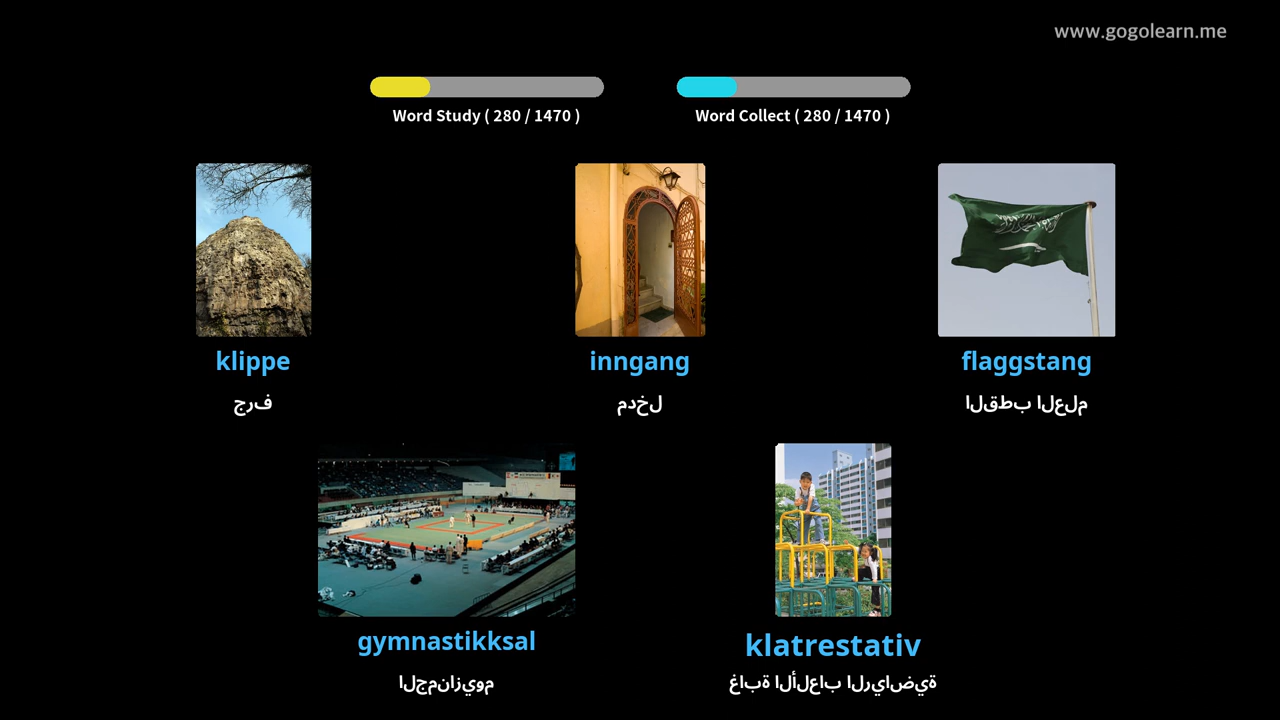 www.gogolearn.me
Word Study ( 280 / 1470 )
Word Collect ( 280 / 1470 )
klippe
inngang
flaggstang
جرف
مدخل
القطب العلم
gymnastikksal
klatrestativ
الجمنازيوم
غابة الألعاب الرياضية